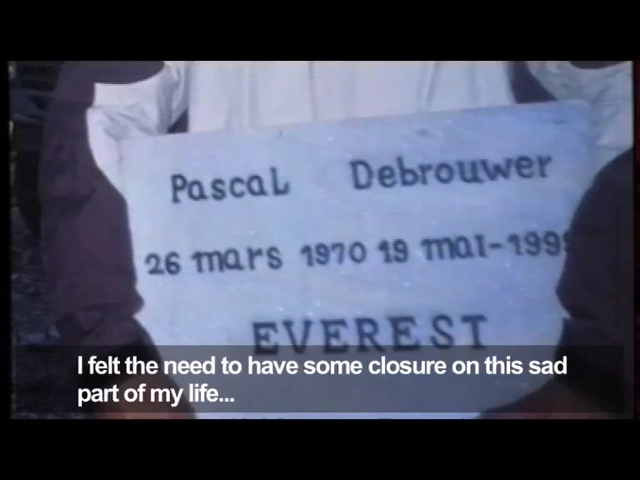 Pascal Debrouwer
26 mars 1970 19 mai-199
EVEREST
I felt the need to have some closure on this sad
part of my life...